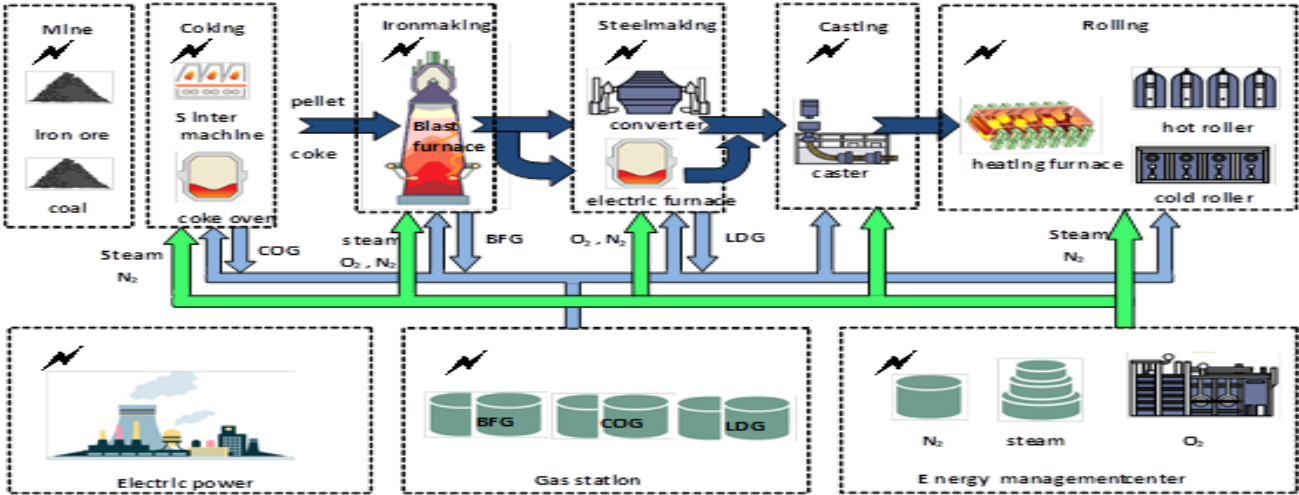 Mine
Iron ore
coal
Coking
Sinter
machine
coke oven
pellet
coke
Ironmaking
Blast
furnace
Steelmaking
converter
electric furnace
Casting
caster
Rolling
heating furnace
hot roller
cold roller
Steam
N₂
COG
steam
O₂ , N₂
BFG
O₂ , N₂
LDG
Steam
N₂
Electric power
BFG
COG
LDG
Gas station
N₂
steam
O₂
Energy managementcenter